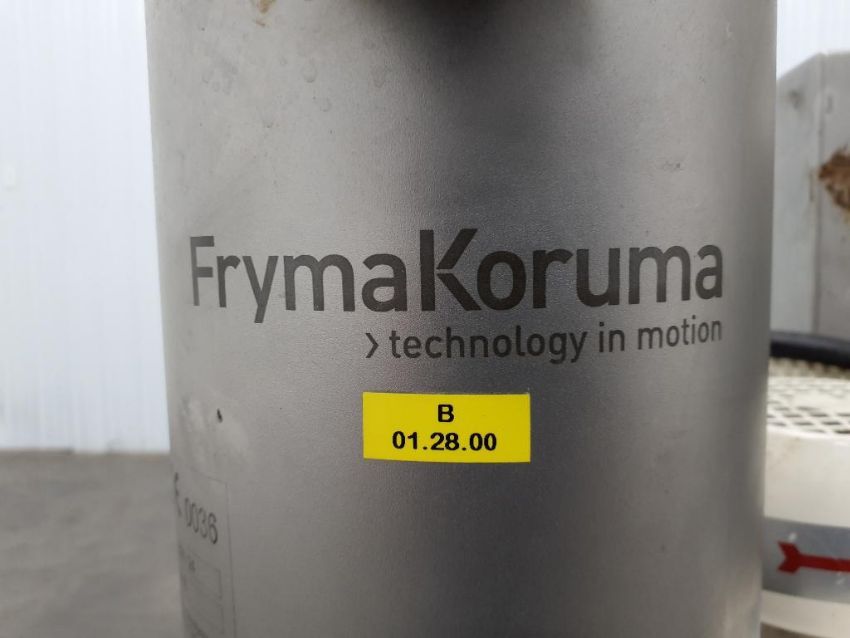 FrymaKoruma
> technology in motion
B
01.28.00
0036